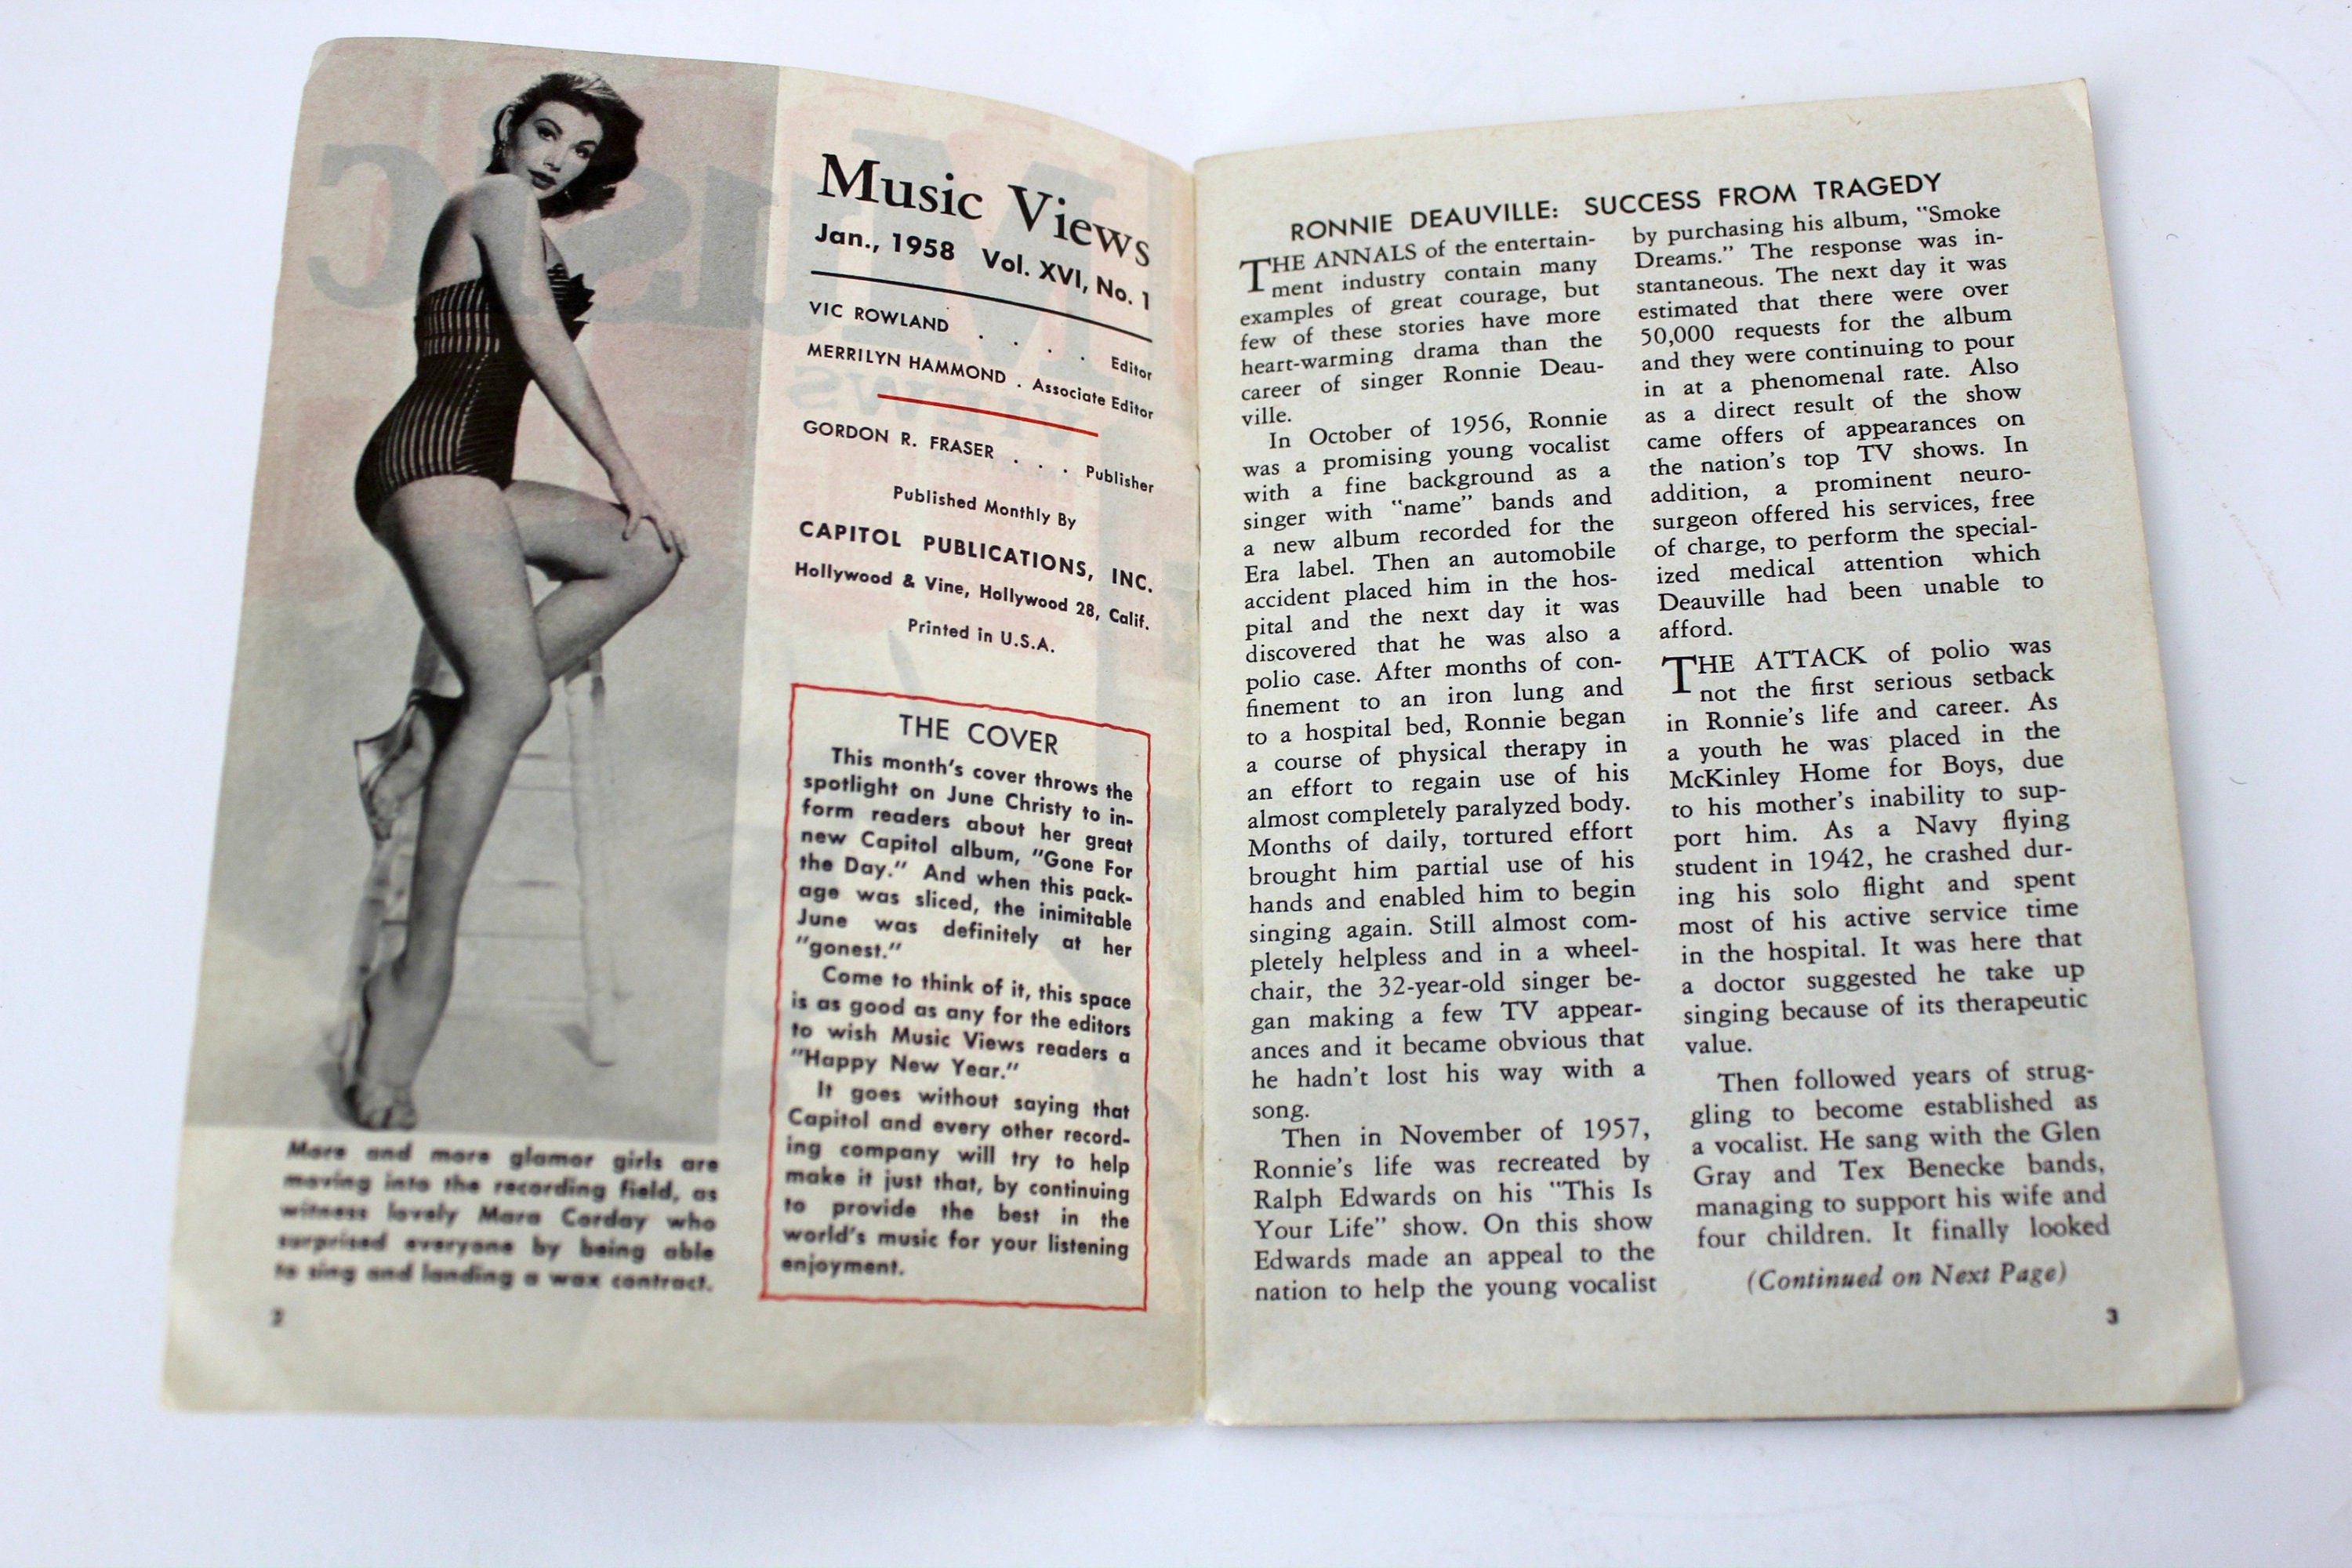 Music Views
Jan., 1958 Vol. XVI, No. 1
VIC ROWLAND . . . . Editor
MERRILYN HAMMOND . Associate Editor
GORDON R. FRASER . . . Publisher
Published Monthly By
CAPITOL PUBLICATIONS, INC.
Hollywood & Vine, Hollywood 28, Calif.
Printed in U.S.A.
THE COVER
This month's cover throws the
spotlight on June Christy to in-
form readers about her great
new Capitol album, "Gone For
the Day." And when this pack-
age was sliced, the inimitable
June was definitely at her
"gonest."
Come to think of it, this space
is as good as any for the editors
to wish Music Views readers a
"Happy New Year."
It goes without saying that
Capitol and every other record-
ing company will try to help
make it just that, by continuing
to provide the best in the
world's music for your listening
enjoyment.
More and more glamor girls are
moving into the recording field, as
witness lovely Mara Corday who
surprised everyone by being able
to sing and landing a wax contract.
2
RONNIE DEAUVILLE: SUCCESS FROM TRAGEDY
THE ANNALS of the entertain-
ment industry contain many
examples of great courage, but
few of these stories have more
heart-warming drama than the
career of singer Ronnie Deau-
ville.
In October of 1956, Ronnie
was a promising young vocalist
with a fine background as a
singer with "name" bands and
a new album recorded for the
Era label. Then an automobile
accident placed him in the hos-
pital and the next day it was
discovered that he was also a
polio case. After months of con-
finement to an iron lung and
to a hospital bed, Ronnie began
a course of physical therapy in
an effort to regain use of his
almost completely paralyzed body.
Months of daily, tortured effort
brought him partial use of his
hands and enabled him to begin
singing again. Still almost com-
pletely helpless and in a wheel-
chair, the 32-year-old singer be-
gan making a few TV appear-
ances and it became obvious that
he hadn't lost his way with a
song.
Then in November of 1957,
Ronnie's life was recreated by
Ralph Edwards on his "This Is
Your Life" show. On this show
Edwards made an appeal to the
nation to help the young vocalist
by purchasing his album, "Smoke
Dreams." The response was in-
stantaneous. The next day it was
estimated that there were over
50,000 requests for the album
and they were continuing to pour
in at a phenomenal rate. Also
as a direct result of the show
came offers of appearances on
the nation's top TV shows. In
addition, a prominent neuro-
surgeon offered his services, free
of charge, to perform the special-
ized medical attention which
Deauville had been unable to
afford.
THE ATTACK of polio was
not the first serious setback
in Ronnie's life and career. As
a youth he was placed in the
McKinley Home for Boys, due
to his mother's inability to sup-
port him. As a Navy flying
student in 1942, he crashed dur-
ing his solo flight and spent
most of his active service time
in the hospital. It was here that
a doctor suggested he take up
singing because of its therapeutic
value.
Then followed years of strug-
gling to become established as
a vocalist. He sang with the Glen
Gray and Tex Benecke bands,
managing to support his wife and
four children. It finally looked
(Continued on Next Page)
3